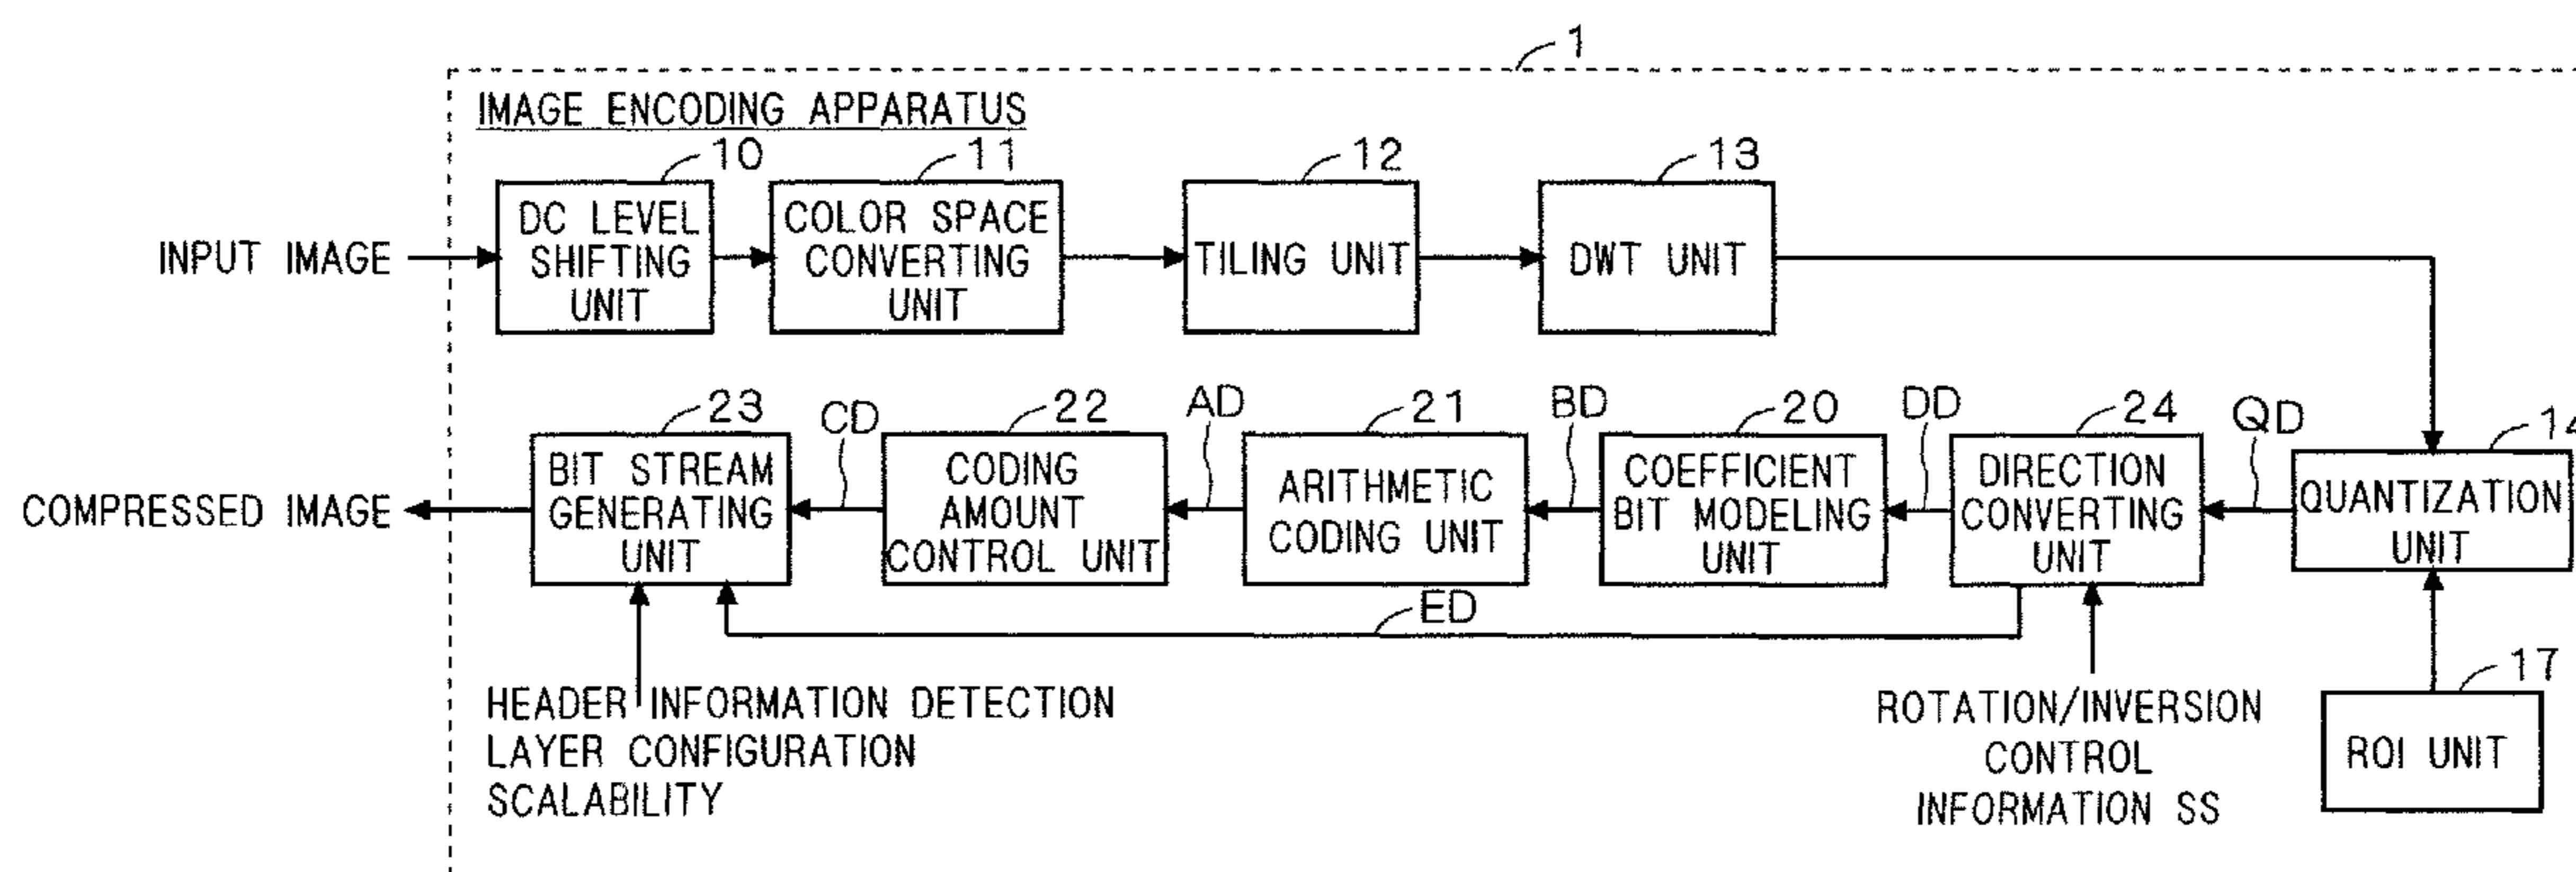 1
IMAGE ENCODING APPARATUS
10
11
12
13
INPUT IMAGE
DC LEVEL
SHIFTING
UNIT
COLOR SPACE
CONVERTING
UNIT
TILING UNIT
DWT UNIT
23
CD
22
AD
21
BD
20
DD
24
QD
14
COMPRESSED IMAGE
BIT STREAM
GENERATING
UNIT
CODING
AMOUNT
CONTROL UNIT
ARITHMETIC
CODING UNIT
COEFFICIENT
BIT MODELING
UNIT
DIRECTION
CONVERTING
UNIT
QUANTIZATION
UNIT
ED
HEADER INFORMATION DETECTION
LAYER CONFIGURATION
SCALABILITY
ROTATION/INVERSION
CONTROL
INFORMATION SS
17
ROI UNIT